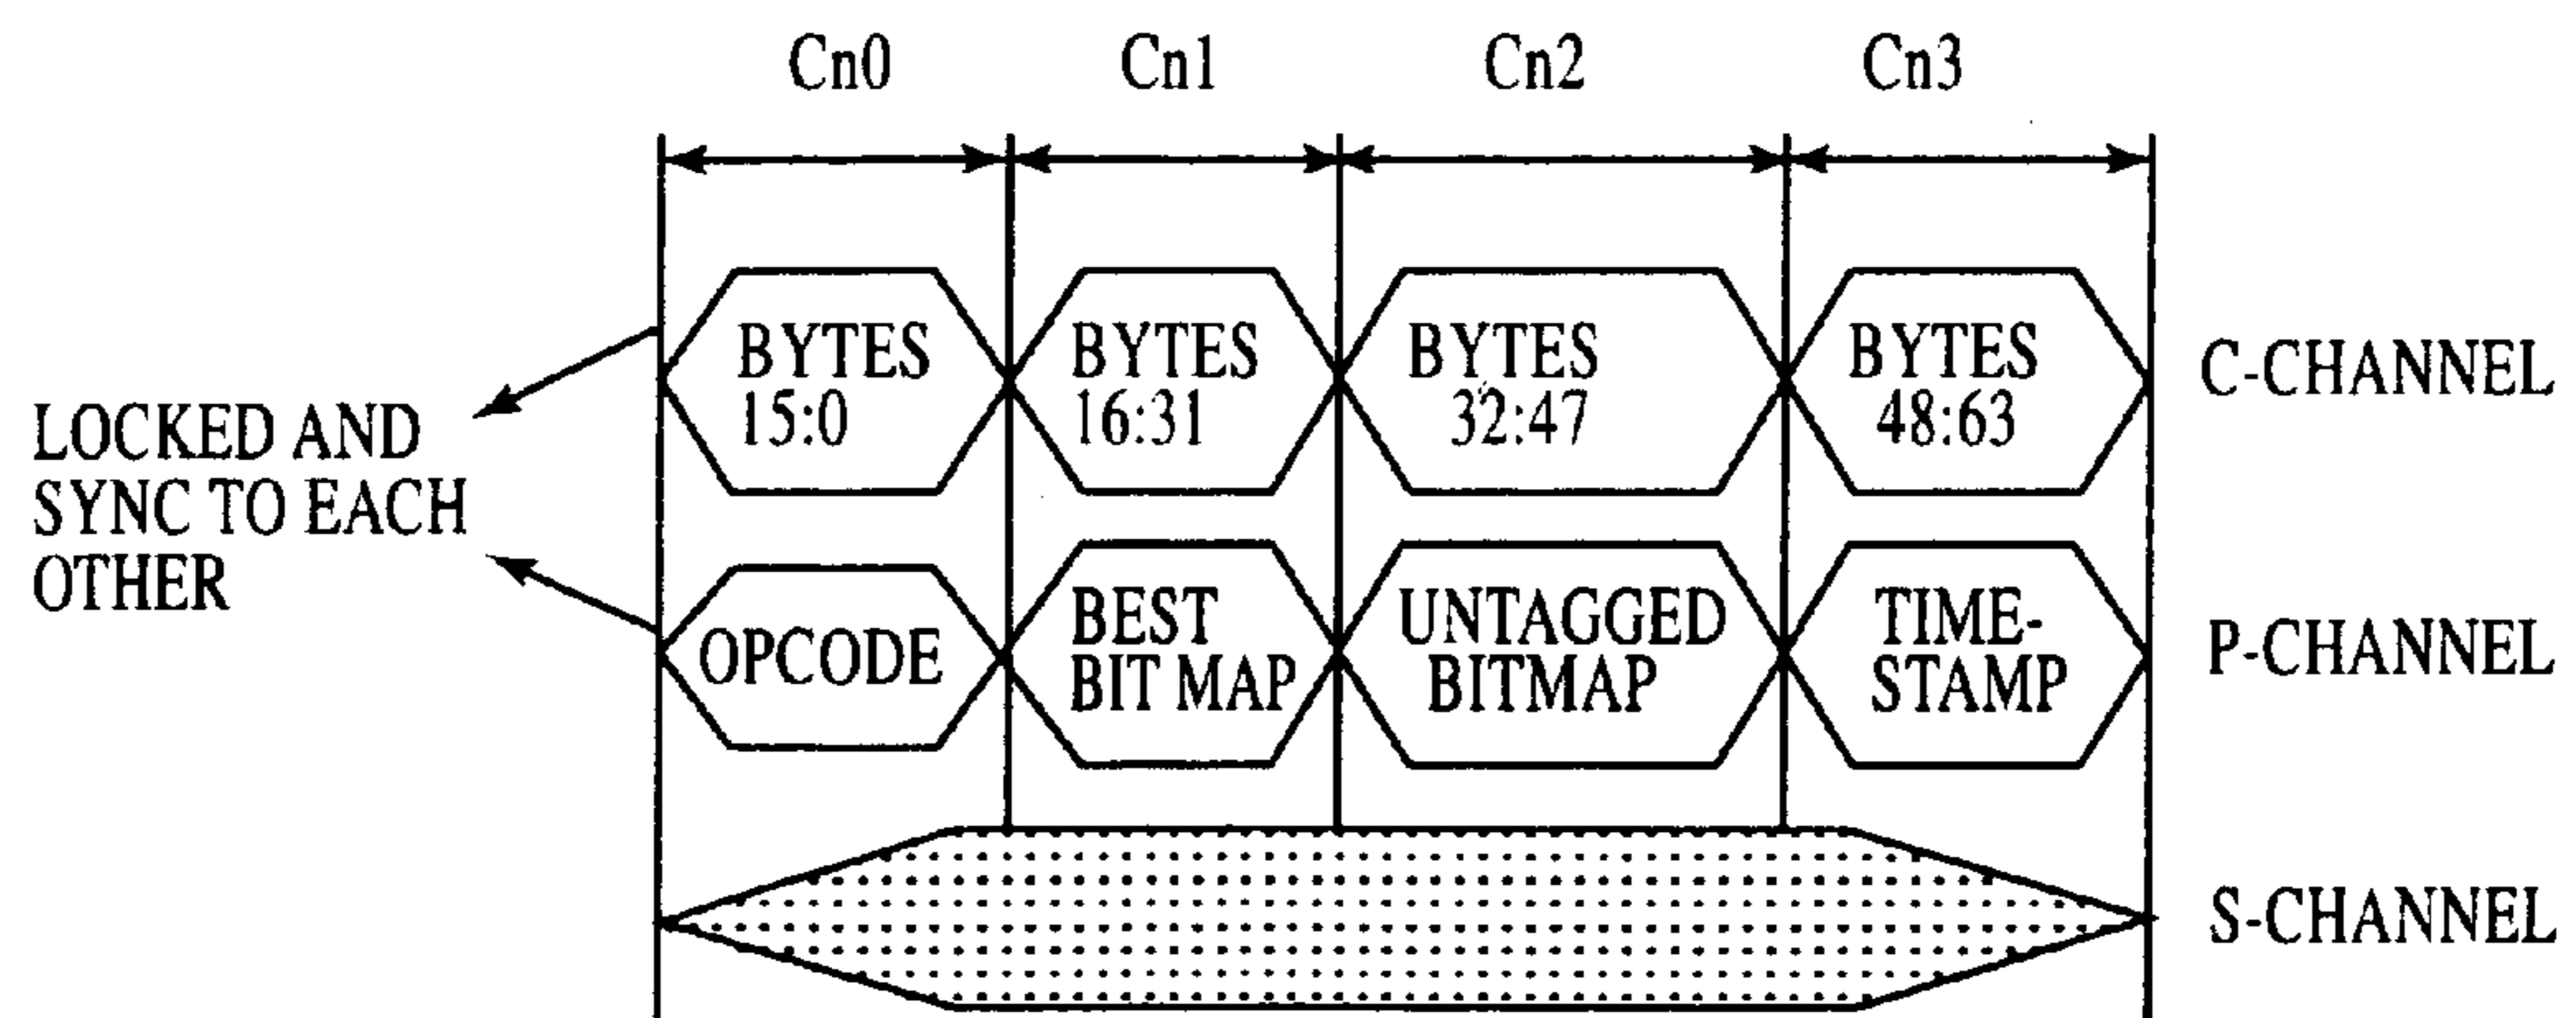 Cn0 Cn1 Cn2 Cn3
BYTES
15:0
BYTES
16:31
BYTES
32:47
BYTES
48:63
C-CHANNEL
LOCKED AND
SYNC TO EACH
OTHER
OPCODE
BEST
BIT MAP
UNTAGGED
BITMAP
TIME-
STAMP
P-CHANNEL
S-CHANNEL